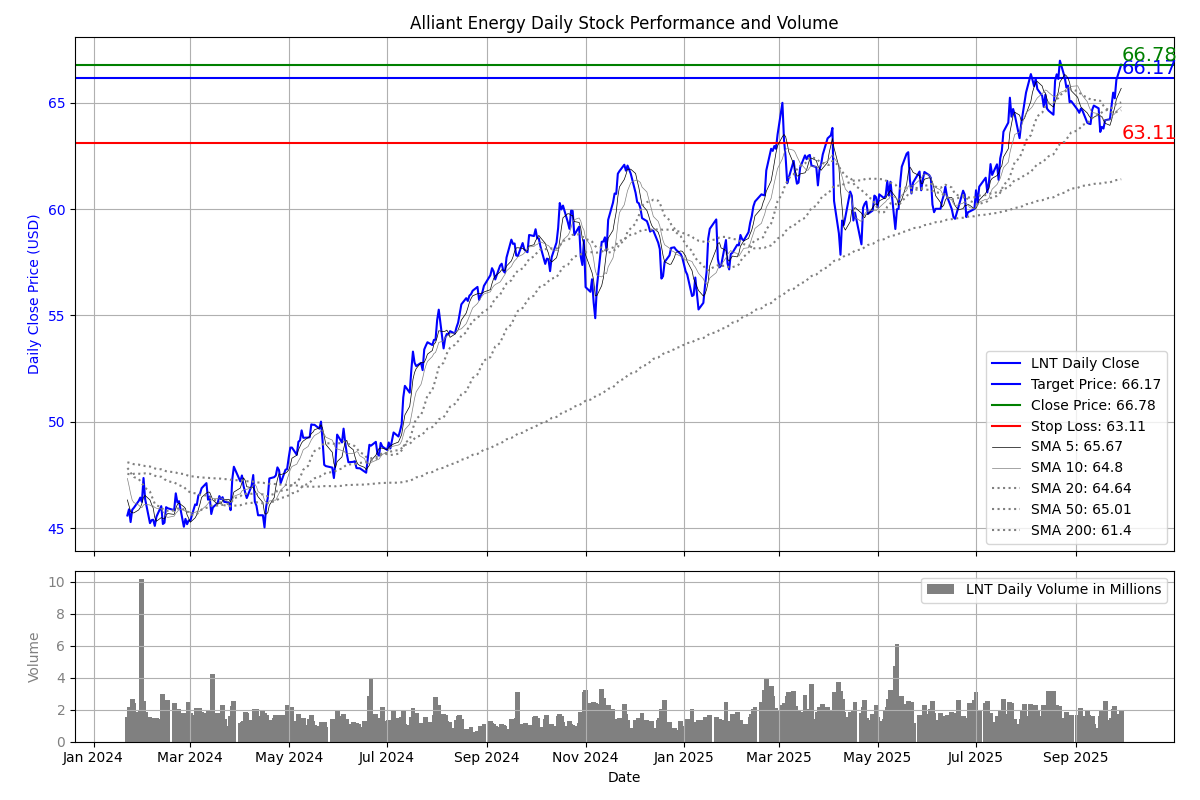 Alliant Energy Daily Stock Performance and Volume
66.78
66.17
63.11
65
60
55
50
45
Daily Close Price (USD)
LNT Daily Close
Target Price: 66.17
Close Price: 66.78
Stop Loss: 63.11
SMA 5: 65.67
SMA 10: 64.8
SMA 20: 64.64
SMA 50: 65.01
SMA 200: 61.4
10
8
6
4
2
0
Volume
LNT Daily Volume in Millions
Jan 2024 Mar 2024 May 2024 Jul 2024 Sep 2024 Nov 2024 Jan 2025 Mar 2025 May 2025 Jul 2025 Sep 2025
Date